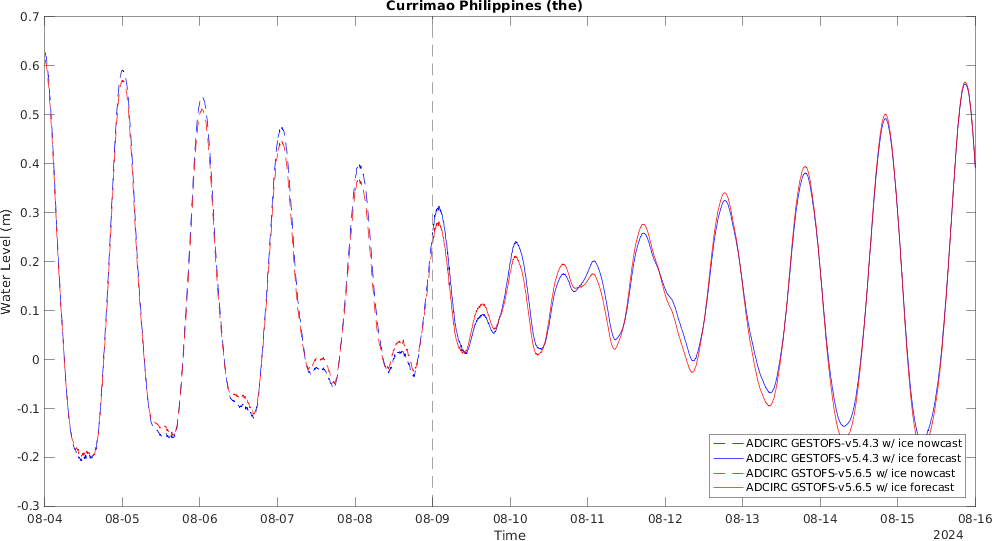 Currimao Philippines (the)
0.7
0.6
0.5
0.4
0.3
0.2
0.1
0
-0.1
-0.2
-0.3
Water Level (m)
08-04 08-05 08-06 08-07 08-08 08-09 08-10 08-11 08-12 08-13 08-14 08-15 08-16
Time
2024
ADCIRC GESTOFS-v5.4.3 w/ ice nowcast
ADCIRC GESTOFS-v5.4.3 w/ ice forecast
ADCIRC GSTOFS-v5.6.5 w/ ice nowcast
ADCIRC GSTOFS-v5.6.5 w/ ice forecast